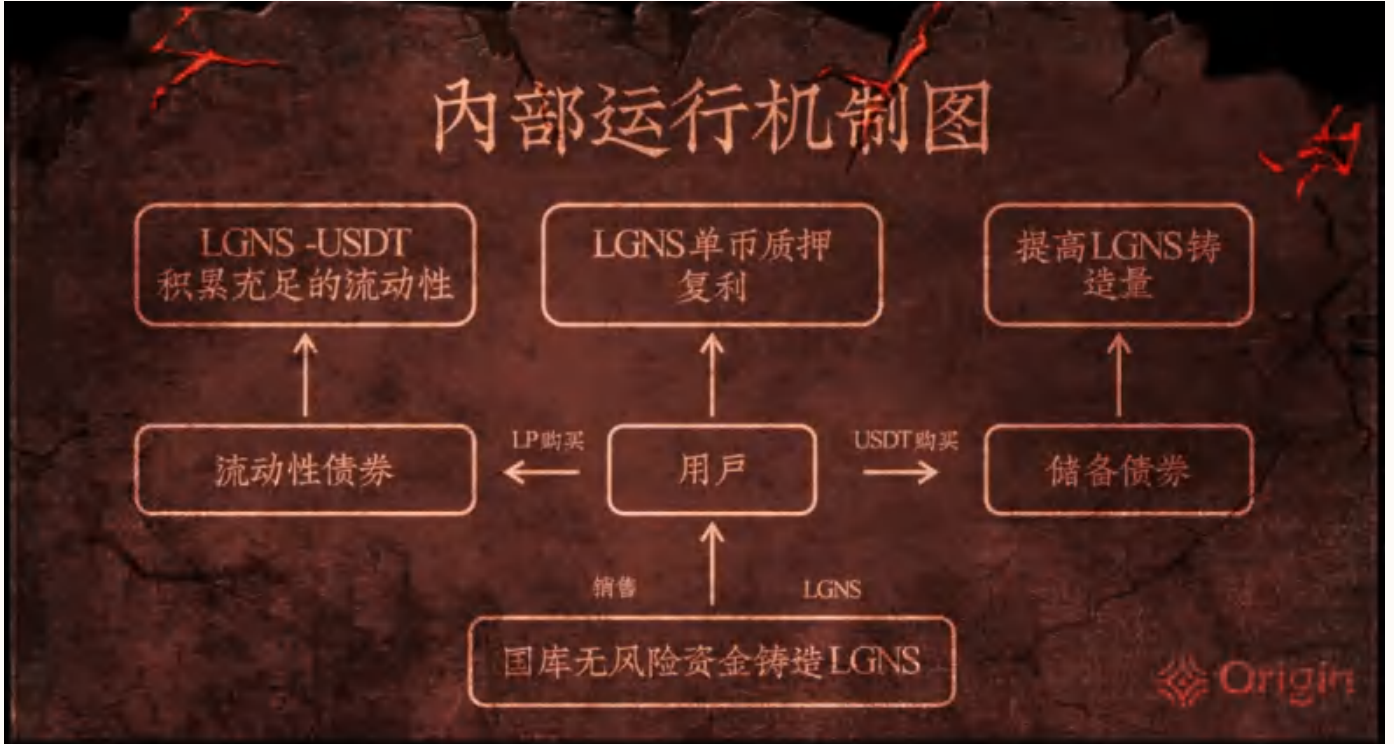 内部运行机制图
LGNS -USDT
积累充足的流动性
LGNS单币质押
复利
提高LGNS铸
造量
流动性债券
LP购买
用户
USDT购买
储备债券
销售
LGNS
国库无风险资金铸造LGNS
Origin